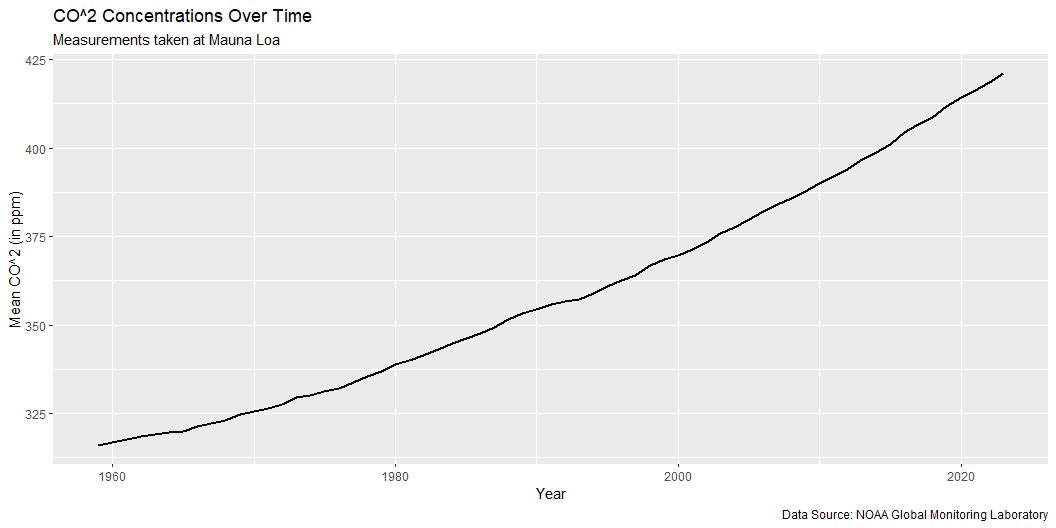 CO^2 Concentrations Over Time
Measurements taken at Mauna Loa
Mean CO^2 (in ppm)
425
400
375
350
325
1960
1980
2000
2020
Year
Data Source: NOAA Global Monitoring Laboratory